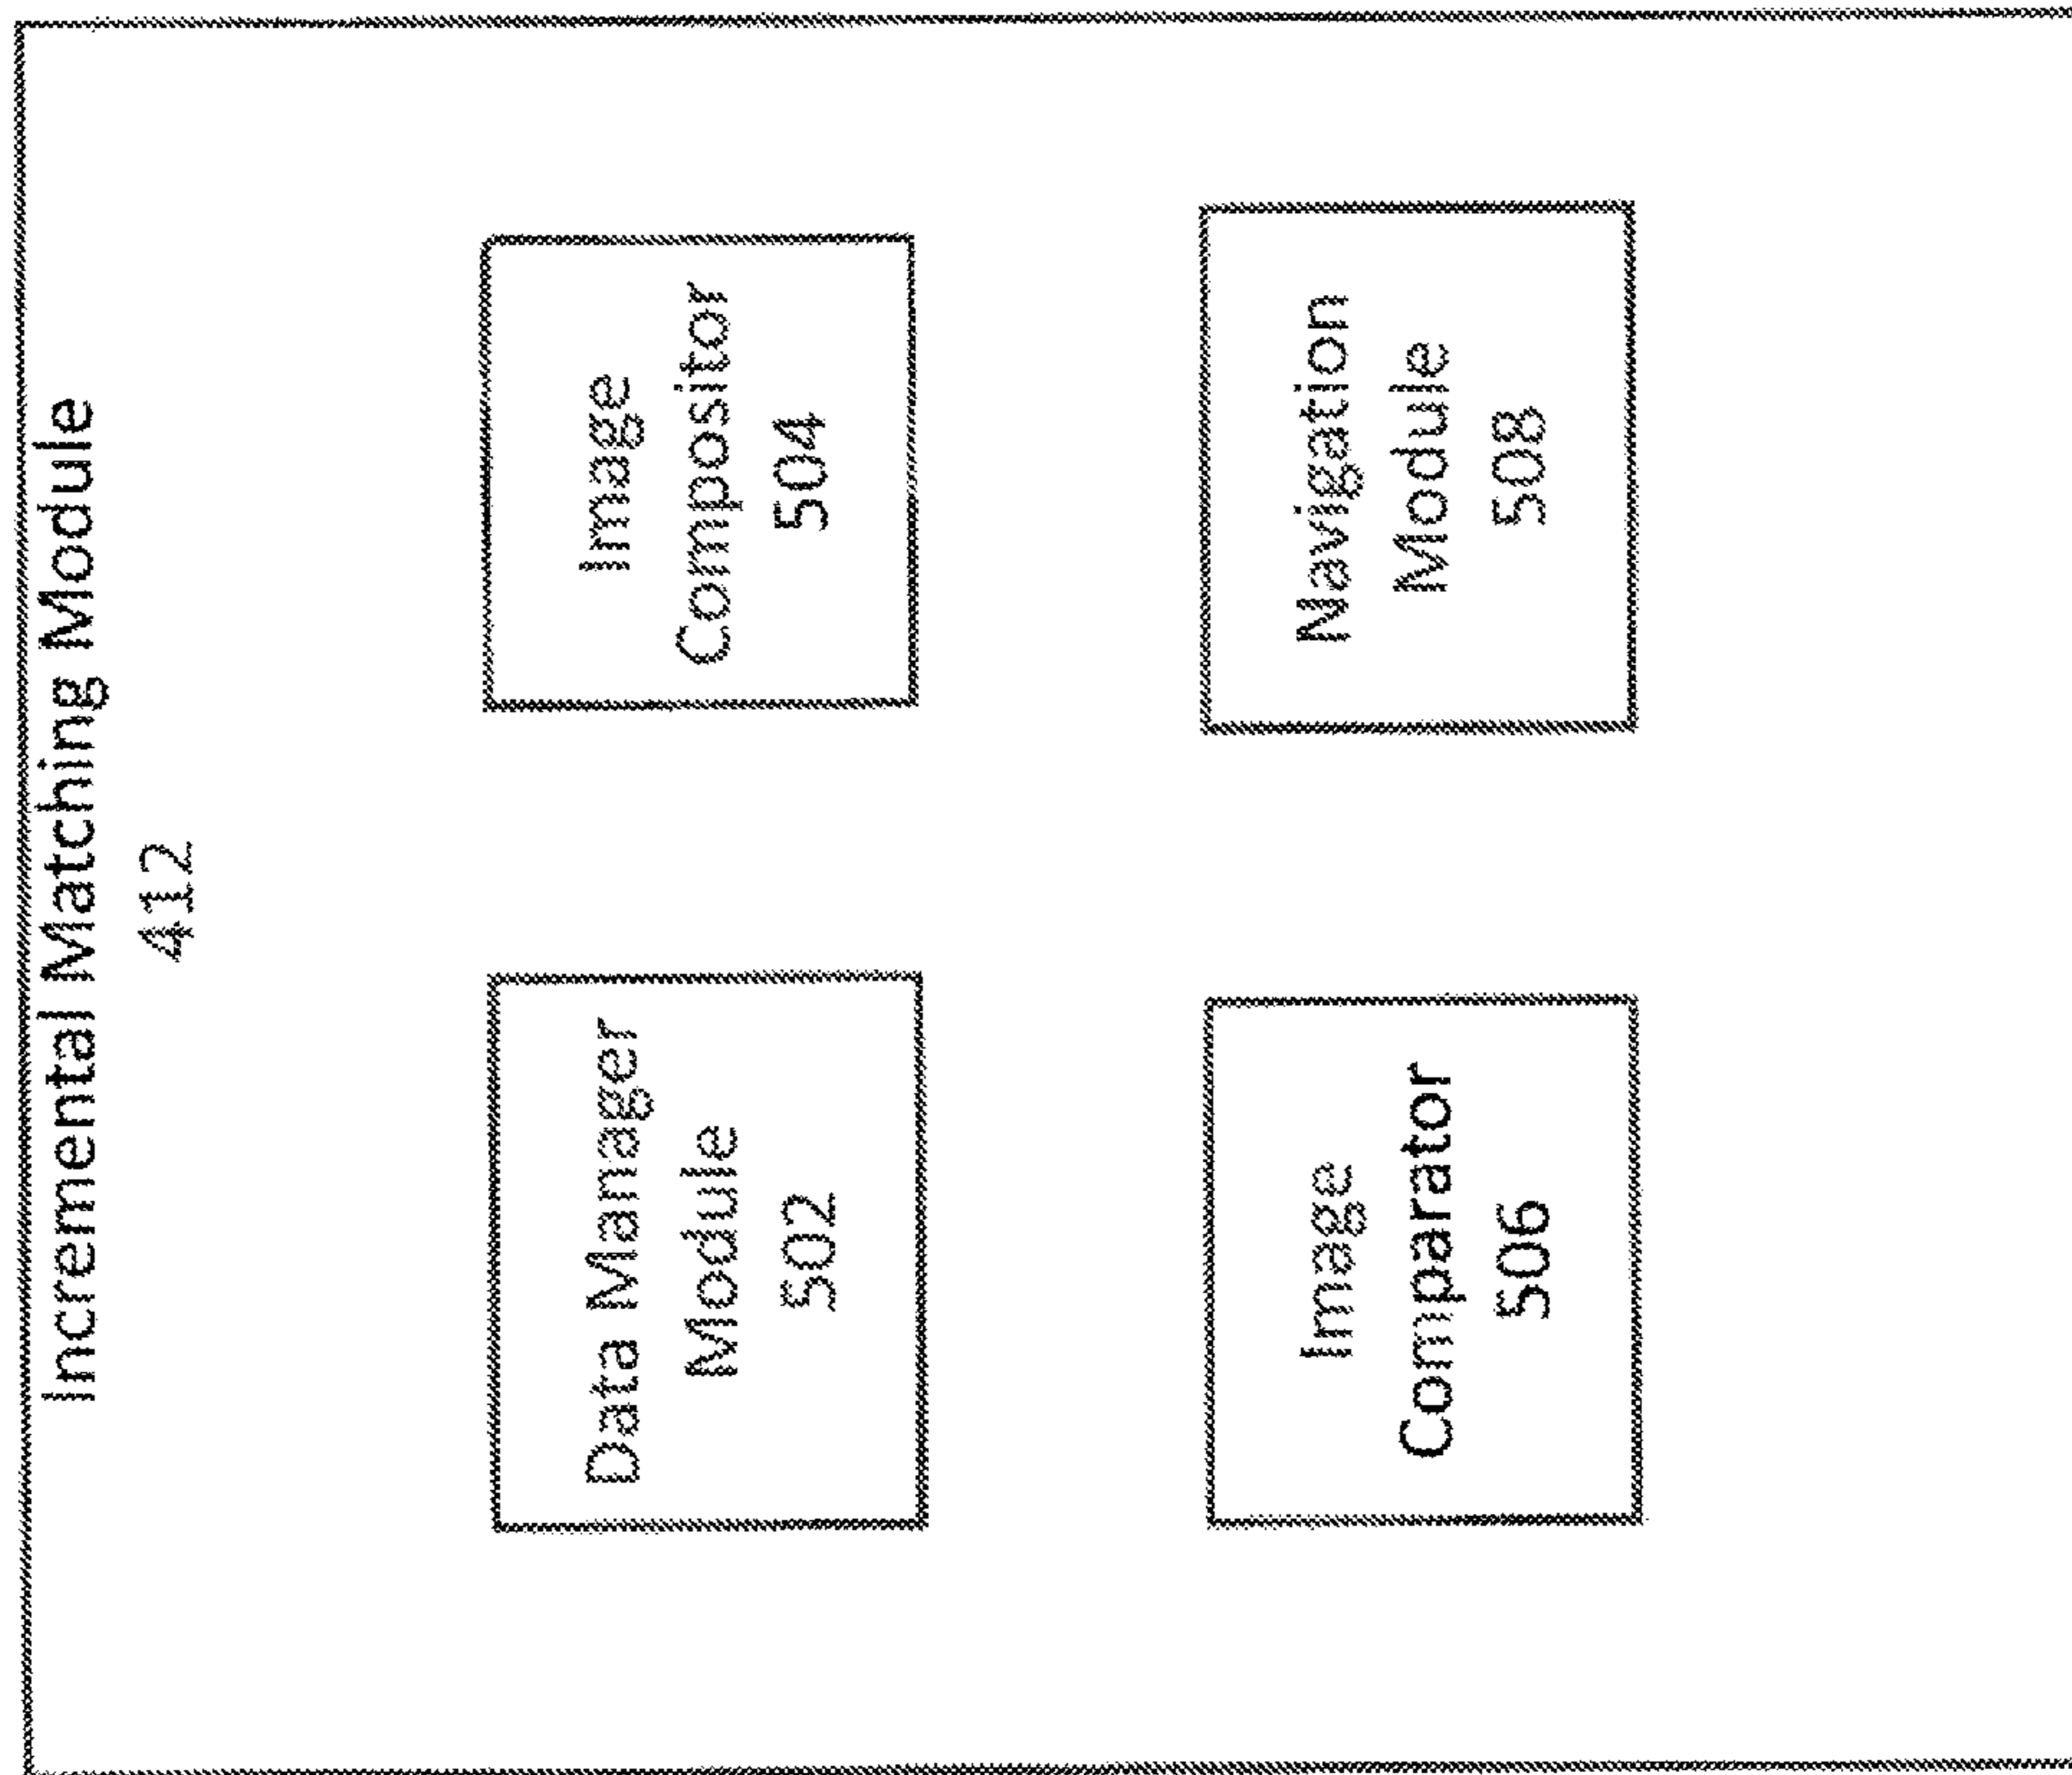 Incremental Matching Module
412
Data Manager
Module
502
Image
Compositor
504
Image
Comparator
506
Navigation
Module
508